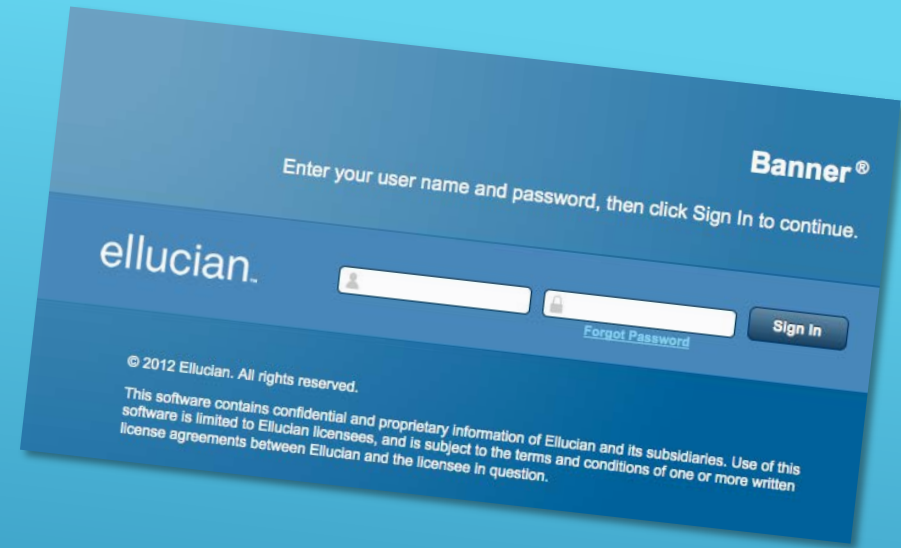 Banner®
Enter your user name and password, then click Sign In to continue.
ellucian™
Sign In
Forgot Password
© 2012 Ellucian. All rights reserved.
This software contains confidential and proprietary information of Ellucian and its subsidiaries. Use of this
software is limited to Ellucian licensees, and is subject to the terms and conditions of one or more written
license agreements between Ellucian and the licensee in question.